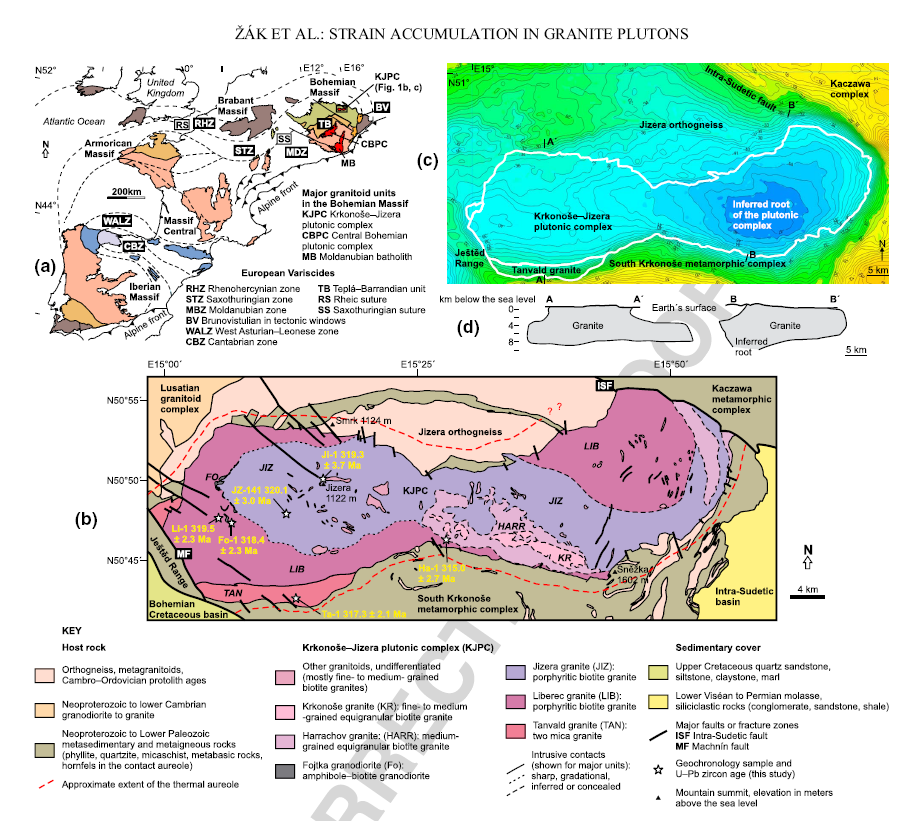 ŽÁK ET AL.: STRAIN ACCUMULATION IN GRANITE PLUTONS
N52°
0°
E12° E16°
United
Kingdom
Brabant
Massif
Bohemian
Massif
KJPC
(Fig. 1b, c)
BV
TB
Atlantic Ocean
RS
RHZ
SS
CBPC
N
Armorican
Massif
STZ
MDZ
MB
200km
Alpine front
N44°
Massif
Central
WALZ
CBZ
(a)
Iberian
Massif
Alpine front
Major granitoid units
in the Bohemian Massif
KJPC Krkonoše–Jizera
plutonic complex
CBPC Central Bohemian
plutonic complex
MB Moldanubian batholith
European Variscides
RHZ Rhenohercynian zone
STZ Saxothuringian zone
MBZ Moldanubian zone
BV Brunovistulian in tectonic windows
WALZ West Asturian–Leonese zone
CBZ Cantabrian zone
TB Teplá–Barrandian unit
RS Rheic suture
SS Saxothuringian suture
E15°
N51°
Intra-Sudetic fault
Kaczawa
complex
Jizera orthogneiss
B´
A´
(c)
Inferred root
of the plutonic
complex
Krkonoše–Jizera
plutonic complex
N
Ještěd
Range
South Krkonoše metamorphic complex
B
Tanvald granite
A
5 km
km below the sea level
A
A´
Earth´s surface
B
B´
0
4
8
(d)
Granite
Granite
Inferred
root
5 km
E15°00'
E15°25'
E15°50'
N50°55'
N50°50'
N50°45'
(b)
Lusatian
granitoid
complex
ISF
Kaczawa
metamorphic
complex
Smrk 1124 m
? ?
Jizera orthogneiss
LIB
JIZ
JI-1 319.3
± 3.7 Ma
FO
JZ-141 320.1
± 3.0 Ma
Jizera
1122 m
KJPC
JIZ
LI-1 319.5
± 2.3 Ma
Fo-1 318.4
± 2.3 Ma
HARR
MF
KR
Ještěd Range
LIB
Ha-1 315.0
± 2.7 Ma
Sněžka
1602 m
N
4 km
TAN
South Krkonoše
metamorphic complex
Intra-Sudetic
basin
Bohemian
Cretaceous basin
Ta-1 317.3 ± 2.1 Ma
KEY
Host rock
Orthogneiss, metagranitoids,
Cambro–Ordovician protolith ages
Neoproterozoic to lower Cambrian
granodiorite to granite
Neoproterozoic to Lower Paleozoic
metasedimentary and metaigneous rocks
(phyllite, quartzite, micaschist, metabasic rocks,
hornfels in the contact aureole)
Approximate extent of the thermal aureole
Krkonoše–Jizera plutonic complex (KJPC)
Other granitoids, undifferentiated
(mostly fine- to medium- grained
biotite granites)
Krkonoše granite (KR): fine- to medium
-grained equigranular biotite granite
Harrachov granite: (HARR): medium-
grained equigranular biotite granite
Fojtka granodiorite (Fo):
amphibole–biotite granodiorite
Jizera granite (JIZ):
porphyritic biotite granite
Liberec granite (LIB):
porphyritic biotite granite
Tanvald granite (TAN):
two mica granite
Intrusive contacts
(shown for major units):
sharp, gradational,
inferred or concealed
Sedimentary cover
Upper Cretaceous quartz sandstone,
siltstone, claystone, marl
Lower Viséan to Permian molasse,
siliciclastic rocks (conglomerate, sandstone, shale)
Major faults or fracture zones
ISF Intra-Sudetic fault
MF Machnín fault
Geochronology sample and
U–Pb zircon age (this study)
Mountain summit, elevation in meters
above the sea level